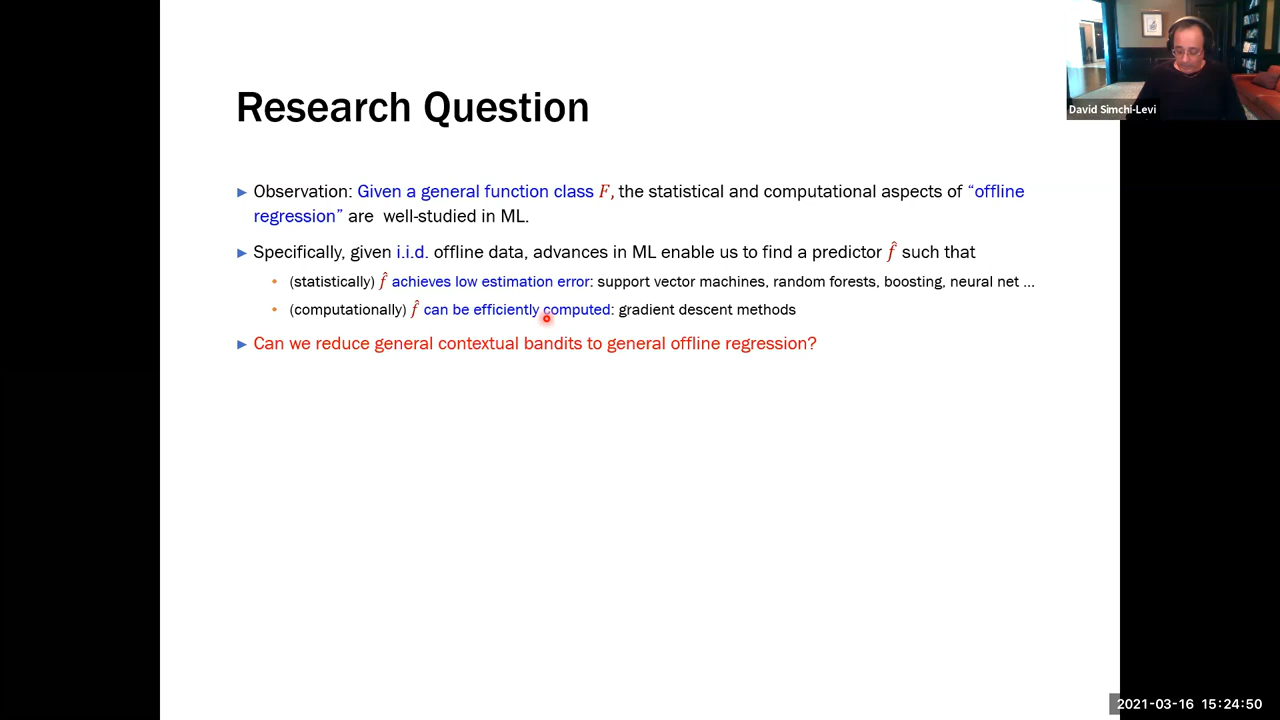 David Simchi-Levi
Research Question
► Observation: Given a general function class F, the statistical and computational aspects of “offline
regression” are well-studied in ML.
► Specifically, given i.i.d. offline data, advances in ML enable us to find a predictor f̂ such that
• (statistically) f̂ achieves low estimation error: support vector machines, random forests, boosting, neural net ...
• (computationally) f̂ can be efficiently computed: gradient descent methods
► Can we reduce general contextual bandits to general offline regression?
2021-03-16 15:24:50